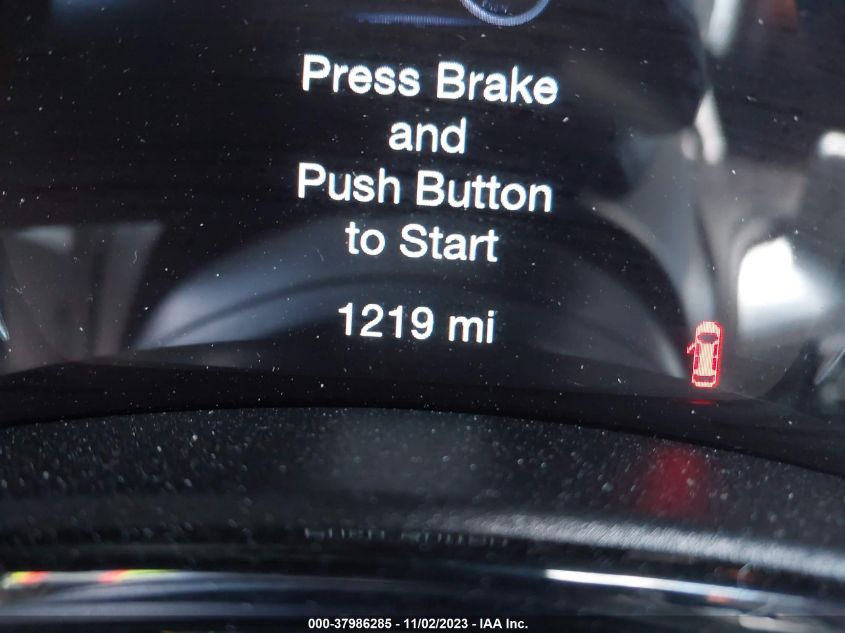 Press Brake
and
Push Button
to Start
1219 mi
000-37986285 - 11/02/2023 - IAA Inc.